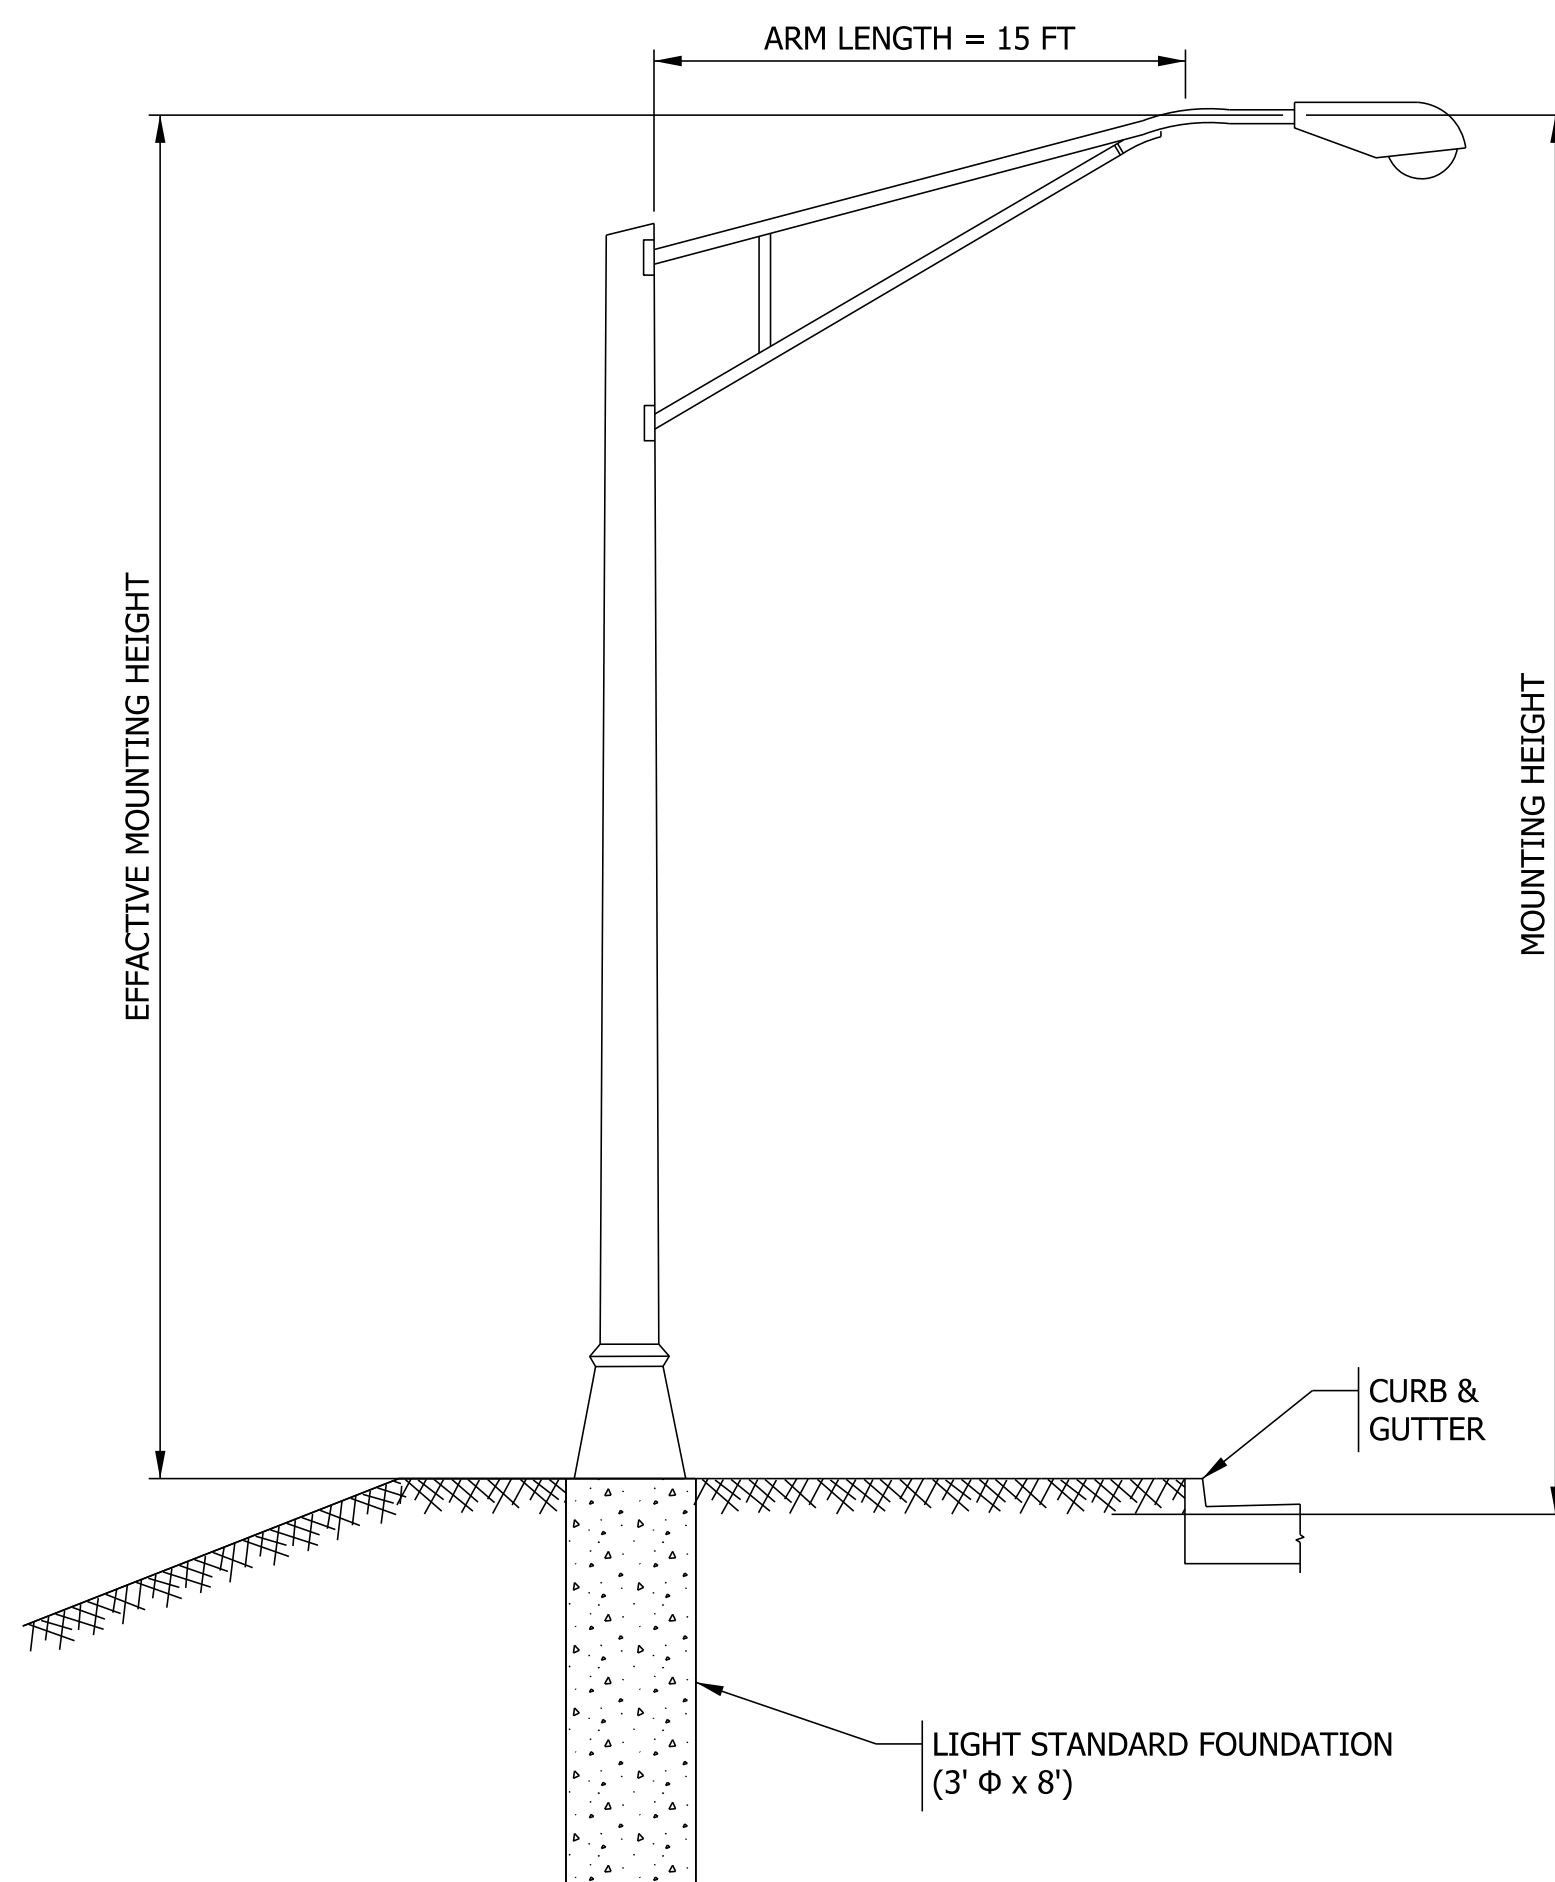 ARM LENGTH = 15 FT
EFFACTIVE MOUNTING HEIGHT
MOUNTING HEIGHT
CURB &
GUTTER
LIGHT STANDARD FOUNDATION
(3' Φ x 8')